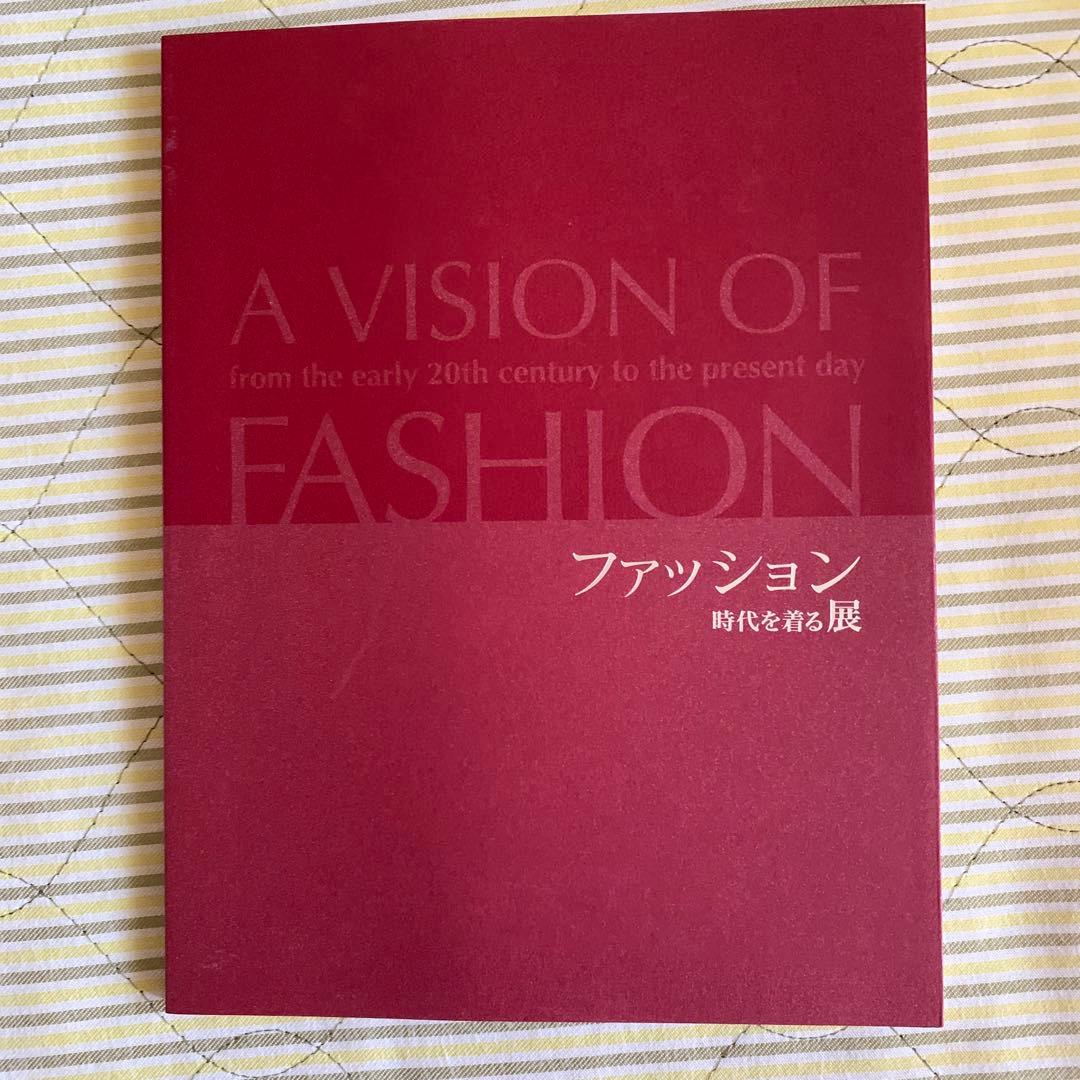 A VISION OF
from the early 20th century to the present day
FASHION
ファッション
時代を着る展